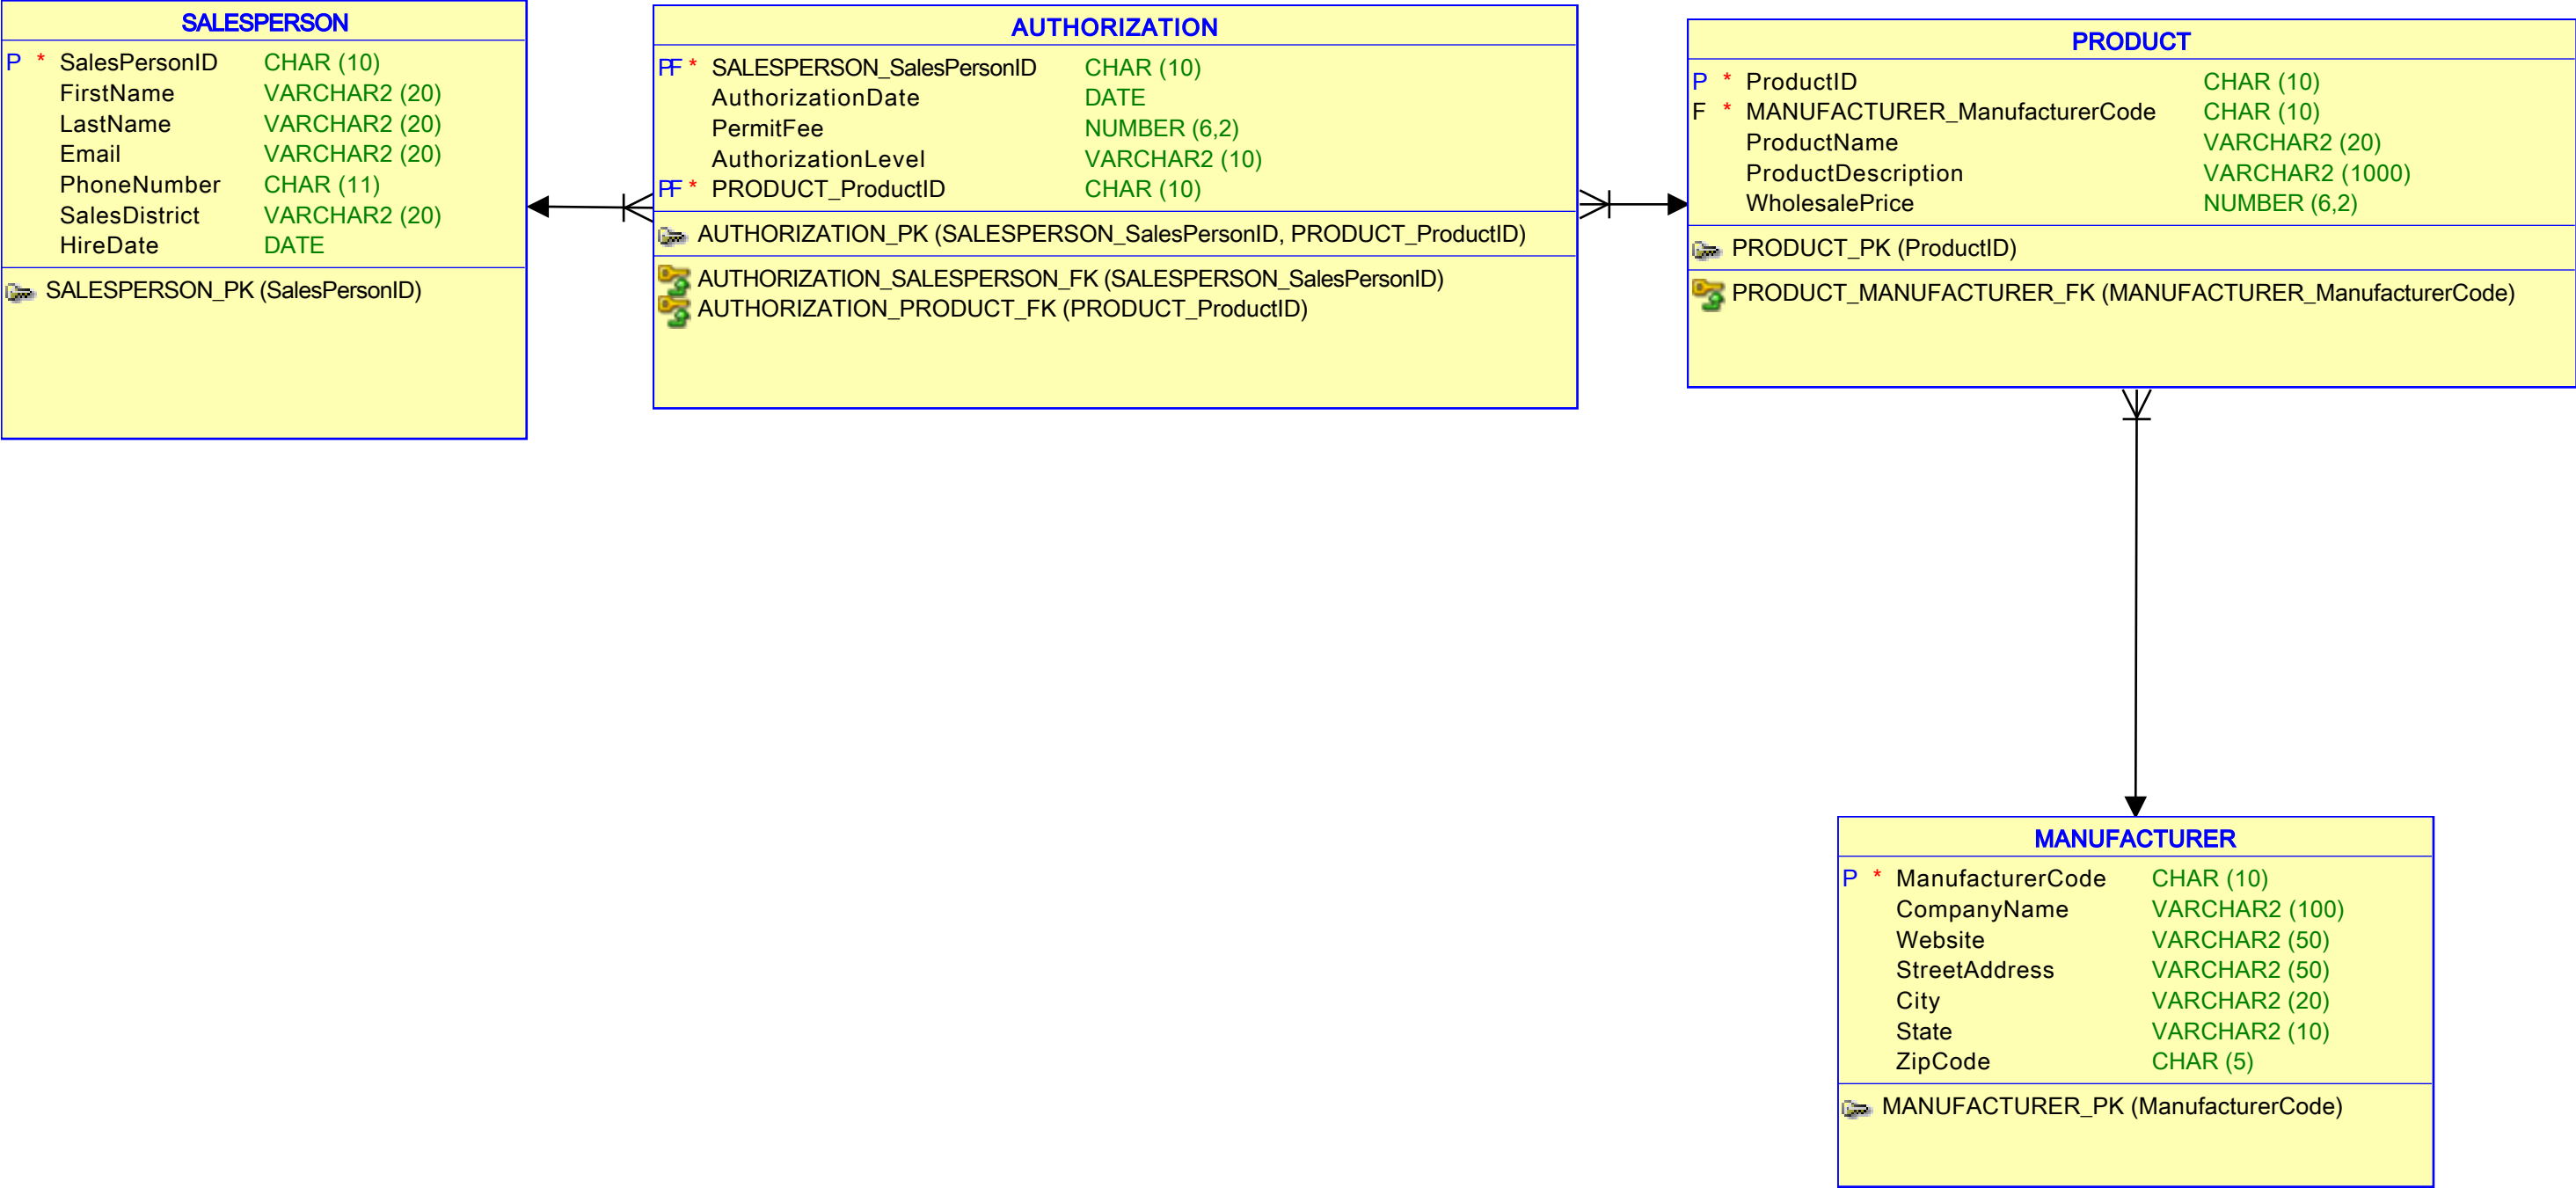 SALESPERSON
P * SalesPersonID CHAR (10)
FirstName VARCHAR2 (20)
LastName VARCHAR2 (20)
Email VARCHAR2 (20)
PhoneNumber CHAR (11)
SalesDistrict VARCHAR2 (20)
HireDate DATE
SALESPERSON_PK (SalesPersonID)
AUTHORIZATION
PF * SALESPERSON_SalesPersonID CHAR (10)
AuthorizationDate DATE
PermitFee NUMBER (6,2)
AuthorizationLevel VARCHAR2 (10)
PF * PRODUCT_ProductID CHAR (10)
AUTHORIZATION_PK (SALESPERSON_SalesPersonID, PRODUCT_ProductID)
AUTHORIZATION_SALESPERSON_FK (SALESPERSON_SalesPersonID)
AUTHORIZATION_PRODUCT_FK (PRODUCT_ProductID)
PRODUCT
P * ProductID CHAR (10)
F * MANUFACTURER_ManufacturerCode CHAR (10)
ProductName VARCHAR2 (20)
ProductDescription VARCHAR2 (1000)
WholesalePrice NUMBER (6,2)
PRODUCT_PK (ProductID)
PRODUCT_MANUFACTURER_FK (MANUFACTURER_ManufacturerCode)
MANUFACTURER
P * ManufacturerCode CHAR (10)
CompanyName VARCHAR2 (100)
Website VARCHAR2 (50)
StreetAddress VARCHAR2 (50)
City VARCHAR2 (20)
State VARCHAR2 (10)
ZipCode CHAR (5)
MANUFACTURER_PK (ManufacturerCode)